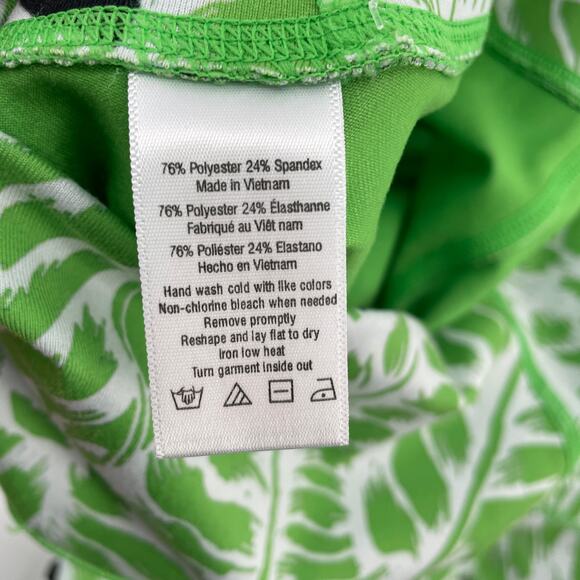 76% Polyester 24% Spandex
Made in Vietnam
76% Polyester 24% Élasthanne
Fabriqué au Viêt nam
76% Poliéster 24% Elastano
Hecho en Vietnam
Hand wash cold with like colors
Non-chlorine bleach when needed
Remove promptly
Reshape and lay flat to dry
Iron low heat
Turn garment inside out